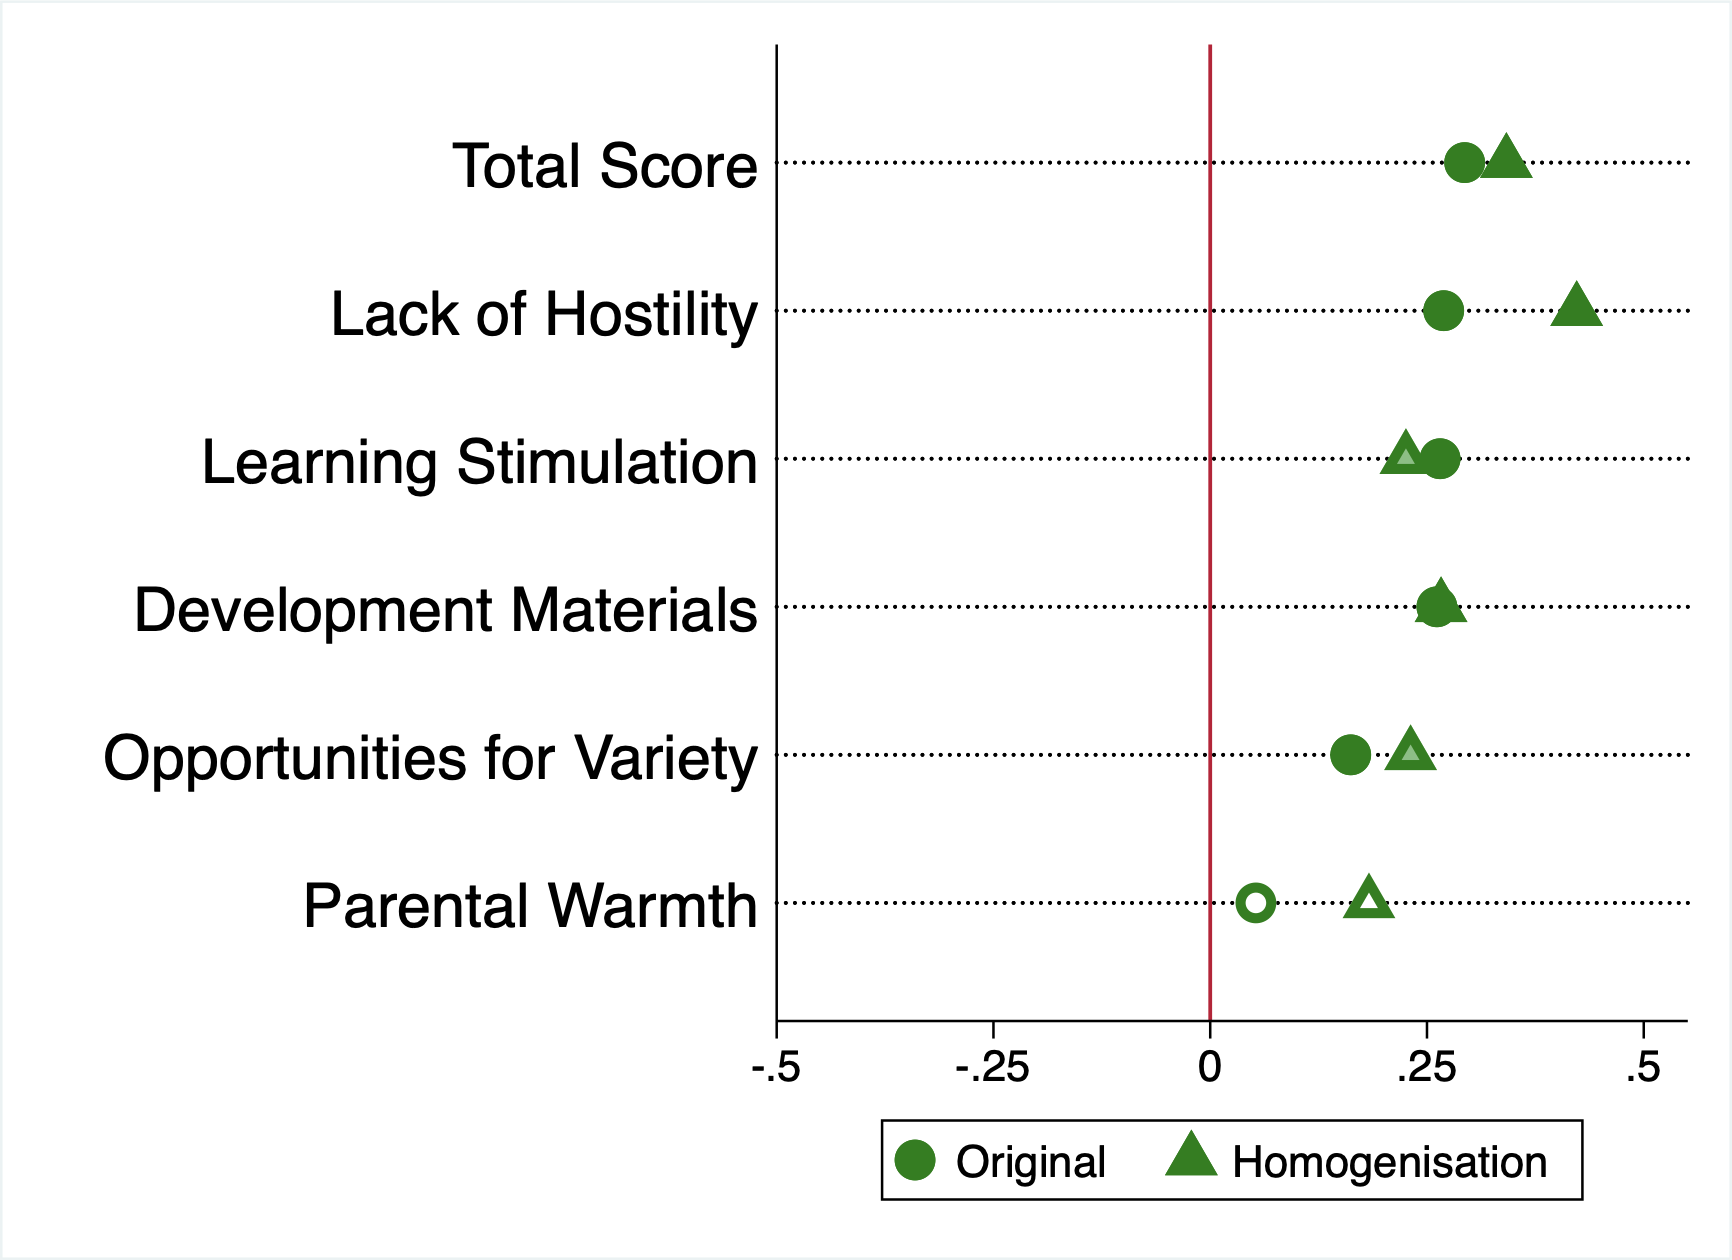 Total Score
Lack of Hostility
Learning Stimulation
Development Materials
Opportunities for Variety
Parental Warmth
-.5 -.25 0 .25 .5
Original Homogenisation